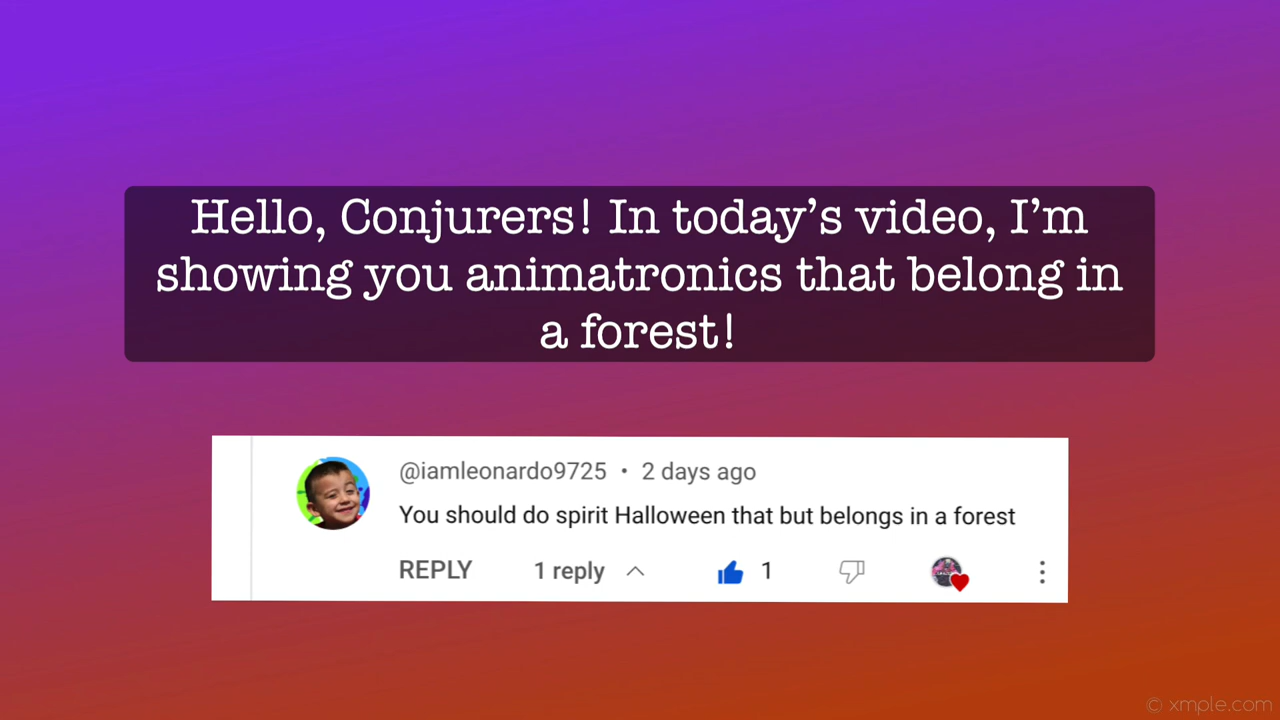 Hello, Conjurers! In today’s video, I’m
showing you animatronics that belong in
a forest!
@iamleonardo9725 • 2 days ago
You should do spirit Halloween that but belongs in a forest
REPLY 1 reply 1
© xmple.com